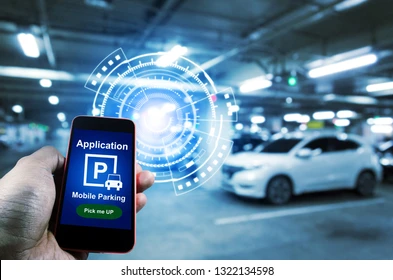 Application
P
Mobile Parking
Pick me UP
shutterstock.com • 1322134598